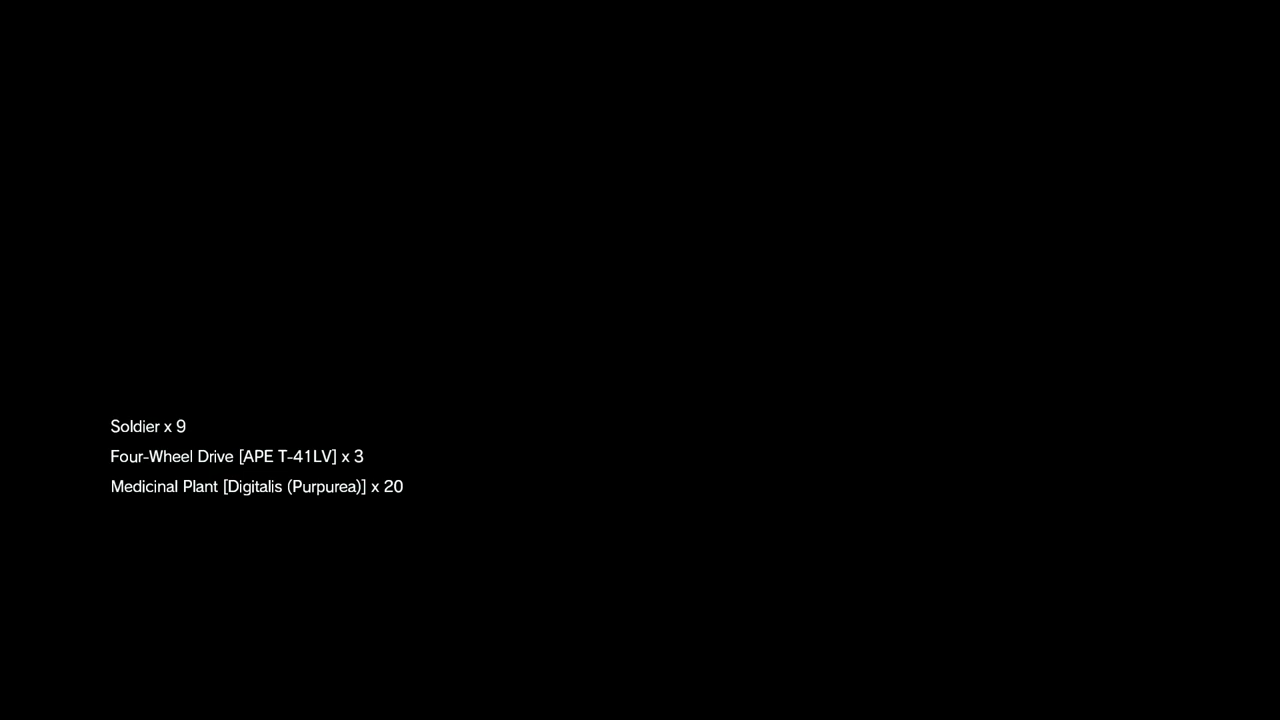 Soldier x 9
Four-Wheel Drive [APE T-41LV] x 3
Medicinal Plant [Digitalis (Purpurea)] x 20